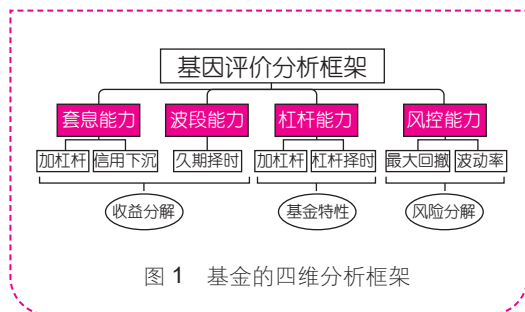 基因评价分析框架
套息能力 波段能力 杠杆能力 风控能力
加杠杆 信用下沉 久期择时 加杠杆 杠杆择时 最大回撤 波动率
收益分解 基金特性 风险分解
图 1 基金的四维分析框架